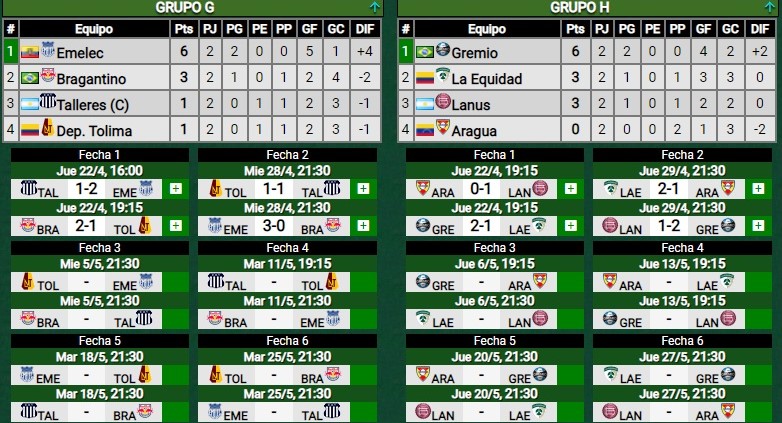 GRUPO G
# Equipo Pts PJ PG PE PP GF GC DIF
1 Emelec 6 2 2 0 0 5 1 +4
2 Bragantino 3 2 1 0 1 2 4 -2
3 Talleres (C) 1 2 0 1 1 2 3 -1
4 Dep. Tolima 1 2 0 1 1 2 3 -1
Fecha 1 Fecha 2
Jue 22/4, 16:00 Mie 28/4, 21:30
TAL 1-2 EME + TOL 1-1 TAL +
Jue 22/4, 19:15 Mie 28/4, 21:30
BRA 2-1 TOL + EME 3-0 BRA +
Fecha 3 Fecha 4
Mie 5/5, 21:30 Mar 11/5, 19:15
TOL - EME TAL - TOL
Mie 5/5, 21:30 Mar 11/5, 21:30
BRA - TAL BRA - EME
Fecha 5 Fecha 6
Mar 18/5, 21:30 Mar 25/5, 21:30
EME - TOL TOL - BRA
Mar 18/5, 21:30 Mar 25/5, 21:30
TAL - BRA EME - TAL
GRUPO H
# Equipo Pts PJ PG PE PP GF GC DIF
1 Gremio 6 2 2 0 0 4 2 +2
2 La Equidad 3 2 1 0 1 3 3 0
3 Lanus 3 2 1 0 1 2 2 0
4 Aragua 0 2 0 0 2 1 3 -2
Fecha 1 Fecha 2
Jue 22/4, 19:15 Jue 29/4, 21:30
ARA 0-1 LAN + LAE 2-1 ARA +
Jue 22/4, 19:15 Jue 29/4, 21:30
GRE 2-1 LAE + LAN 1-2 GRE +
Fecha 3 Fecha 4
Jue 6/5, 19:15 Jue 13/5, 19:15
GRE - ARA ARA - LAE
Jue 6/5, 21:30 Jue 13/5, 19:15
LAE - LAN GRE - LAN
Fecha 5 Fecha 6
Jue 20/5, 21:30 Jue 27/5, 21:30
ARA - GRE LAE - GRE
Jue 20/5, 21:30 Jue 27/5, 21:30
LAN - LAE LAN - ARA